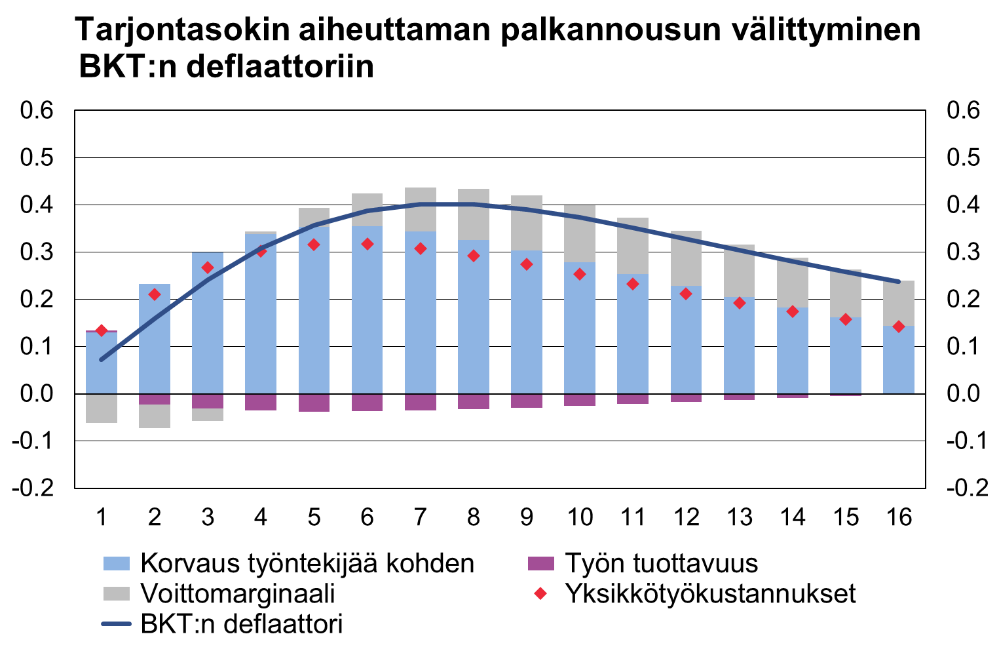 Tarjontasokin aiheuttaman palkannousun välittyminen
BKT:n deflaattoriin
0.6 0.6
0.5 0.5
0.4 0.4
0.3 0.3
0.2 0.2
0.1 0.1
0.0 0.0
-0.1 -0.1
-0.2 -0.2
1 2 3 4 5 6 7 8 9 10 11 12 13 14 15 16
Korvaus työntekijää kohden Työn tuottavuus
Voittomarginaali Yksikkötyökustannukset
BKT:n deflaattori